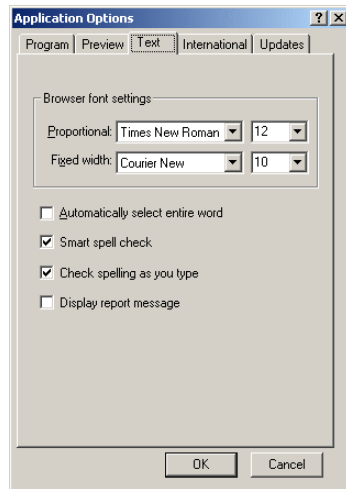 Application Options
Program Preview Text International Updates
Browser font settings
Proportional: Times New Roman 12
Fixed width: Courier New 10
Automatically select entire word
Smart spell check
Check spelling as you type
Display report message
OK Cancel